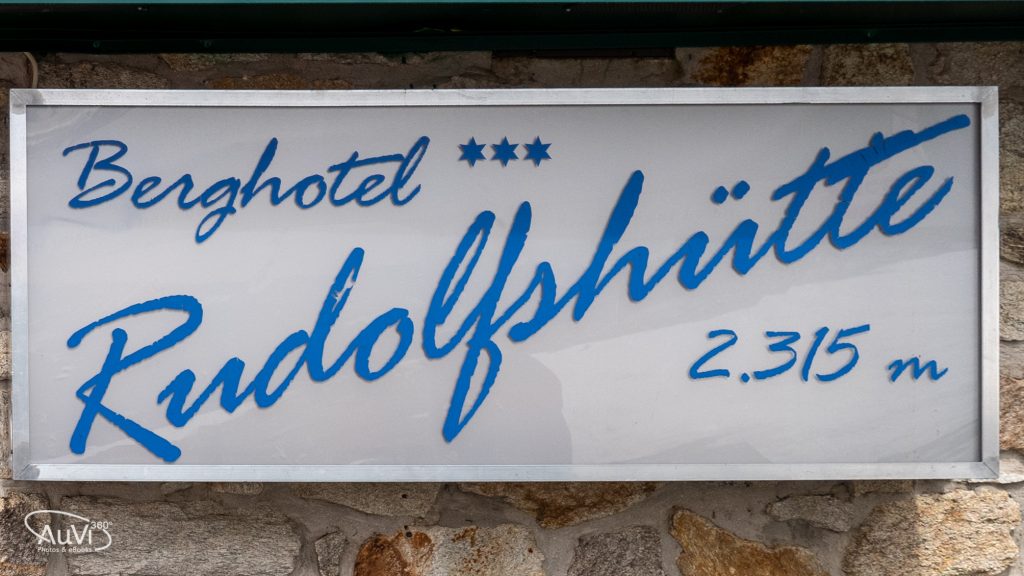 Berghotel ***
Rudolfshütte
2.315 m
AuVi 360°
Photos & eBooks